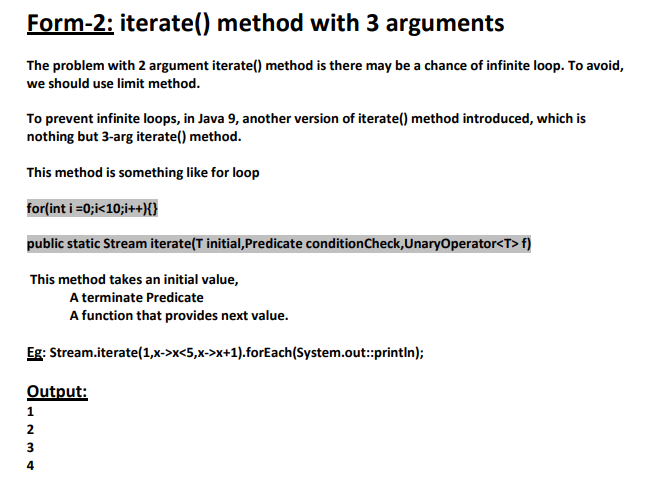 Form-2: iterate() method with 3 arguments
The problem with 2 argument iterate() method is there may be a chance of infinite loop. To avoid,
we should use limit method.
To prevent infinite loops, in Java 9, another version of iterate() method introduced, which is
nothing but 3-arg iterate() method.
This method is something like for loop
for(int i =0;i<10;i++){}
public static Stream iterate(T initial,Predicate conditionCheck,UnaryOperator<T> f)
This method takes an initial value,
A terminate Predicate
A function that provides next value.
Eg: Stream.iterate(1,x->x<5,x->x+1).forEach(System.out::println);
Output:
1
2
3
4